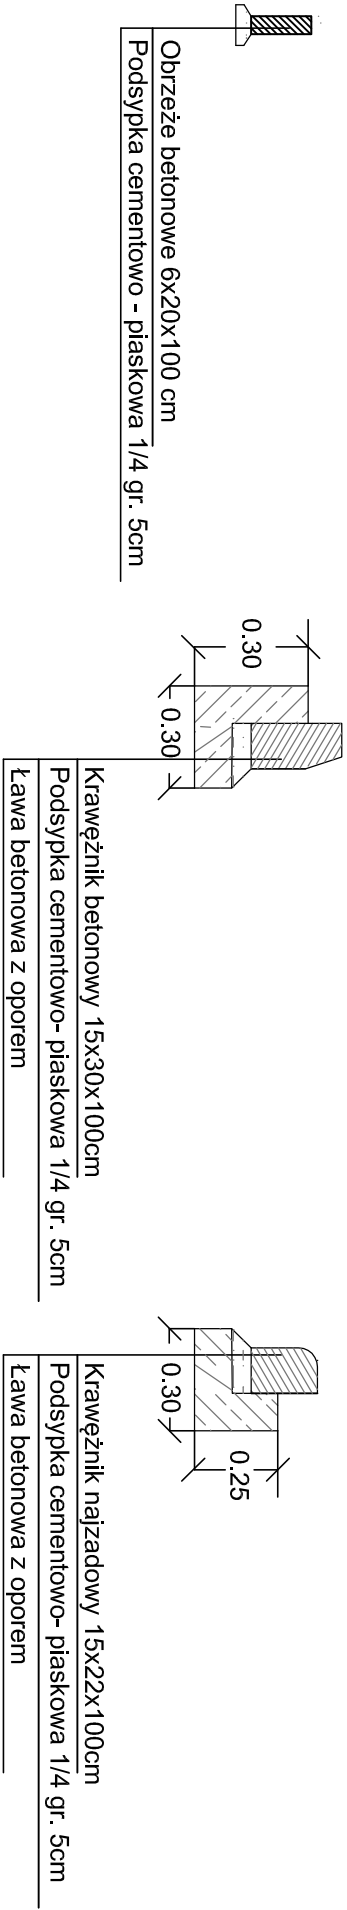 Obrzeże betonowe 6x20x100 cm
Podsypka cementowo - piaskowa 1/4 gr. 5cm
0.30
0.30
Krawężnik betonowy 15x30x100cm
Podsypka cementowo- piaskowa 1/4 gr. 5cm
Ława betonowa z oporem
0.25
0.30
Krawężnik najzadowy 15x22x100cm
Podsypka cementowo- piaskowa 1/4 gr. 5cm
Ława betonowa z oporem